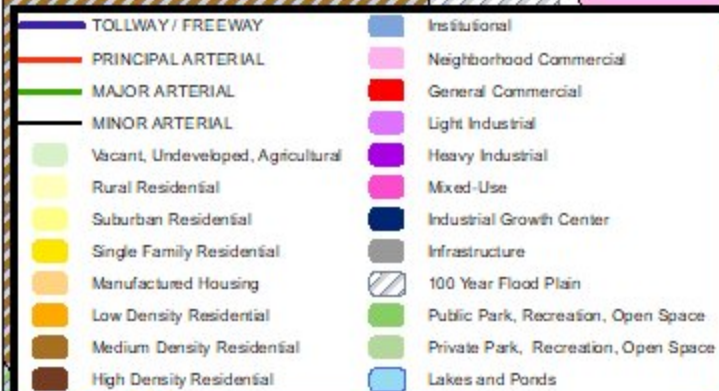 TOLLWAY / FREEWAY
PRINCIPAL ARTERIAL
MAJOR ARTERIAL
MINOR ARTERIAL
Vacant, Undeveloped, Agricultural
Rural Residential
Suburban Residential
Single Family Residential
Manufactured Housing
Low Density Residential
Medium Density Residential
High Density Residential
Institutional
Neighborhood Commercial
General Commercial
Light Industrial
Heavy Industrial
Mixed-Use
Industrial Growth Center
Infrastructure
100 Year Flood Plain
Public Park, Recreation, Open Space
Private Park, Recreation, Open Space
Lakes and Ponds